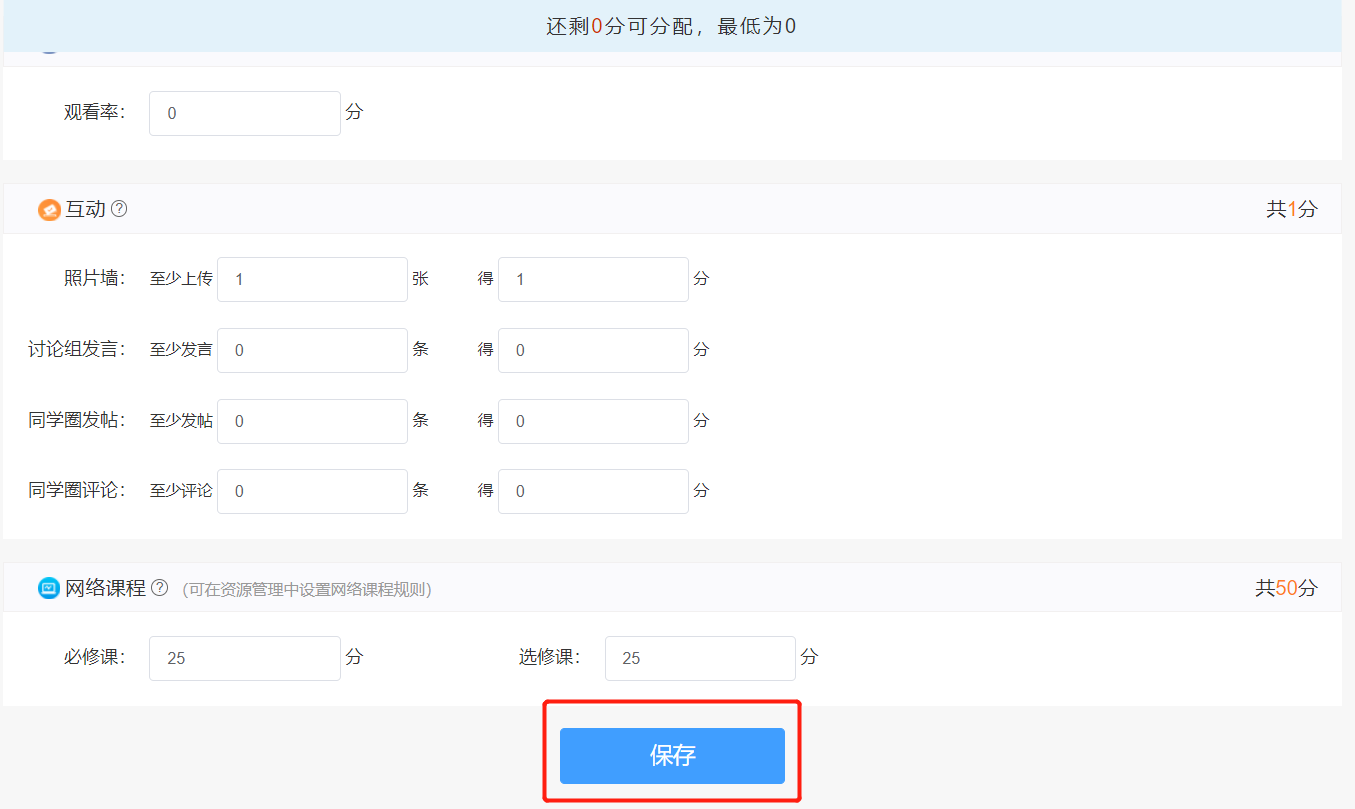 还剩0分可分配，最低为0
观看率： 0 分
互动 ? 共1分
照片墙： 至少上传 1 张 得 1 分
讨论组发言： 至少发言 0 条 得 0 分
同学圈发帖： 至少发帖 0 条 得 0 分
同学圈评论： 至少评论 0 条 得 0 分
网络课程 ? (可在资源管理中设置网络课程规则) 共50分
必修课： 25 分 选修课： 25 分
保存